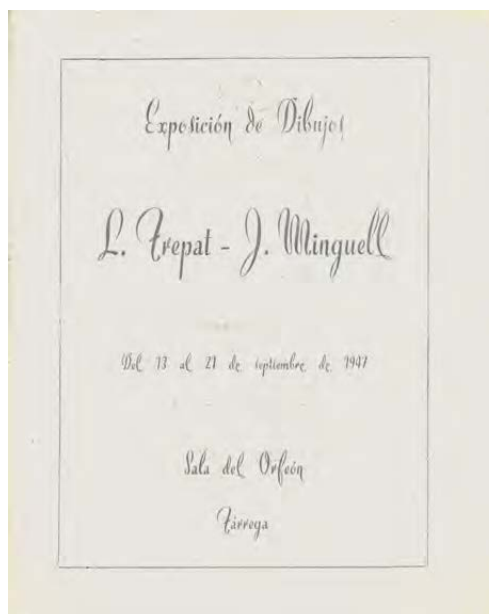 Exposición de Dibujos
L. Trepat - J. Minguell
Del 13 al 21 de septiembre de 1947
Sala del Orfeón
Tárrega